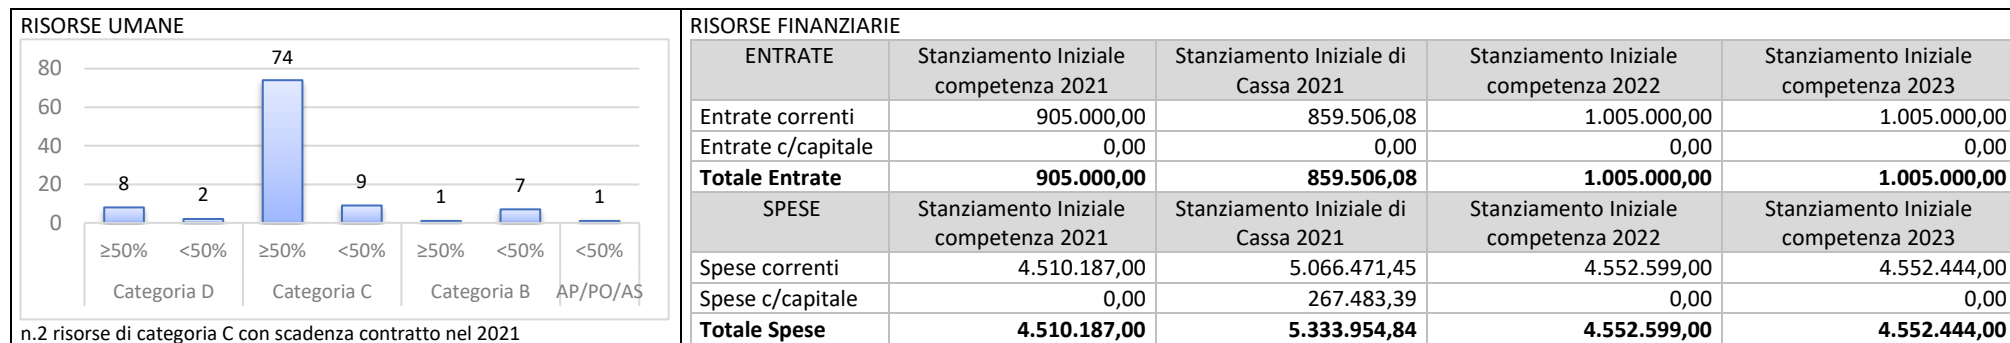 RISORSE UMANE
74
80
60
40
20
0
8
2
9
1
7
1
≥50% <50% ≥50% <50% ≥50% <50% <50%
Categoria D Categoria C Categoria B AP/PO/AS
n.2 risorse di categoria C con scadenza contratto nel 2021
RISORSE FINANZIARIE
ENTRATE Stanziamento Iniziale competenza 2021 Stanziamento Iniziale di Cassa 2021 Stanziamento Iniziale competenza 2022 Stanziamento Iniziale competenza 2023
Entrate correnti 905.000,00 859.506,08 1.005.000,00 1.005.000,00
Entrate c/capitale 0,00 0,00 0,00 0,00
Totale Entrate 905.000,00 859.506,08 1.005.000,00 1.005.000,00
SPESE Stanziamento Iniziale competenza 2021 Stanziamento Iniziale di Cassa 2021 Stanziamento Iniziale competenza 2022 Stanziamento Iniziale competenza 2023
Spese correnti 4.510.187,00 5.066.471,45 4.552.599,00 4.552.444,00
Spese c/capitale 0,00 267.483,39 0,00 0,00
Totale Spese 4.510.187,00 5.333.954,84 4.552.599,00 4.552.444,00